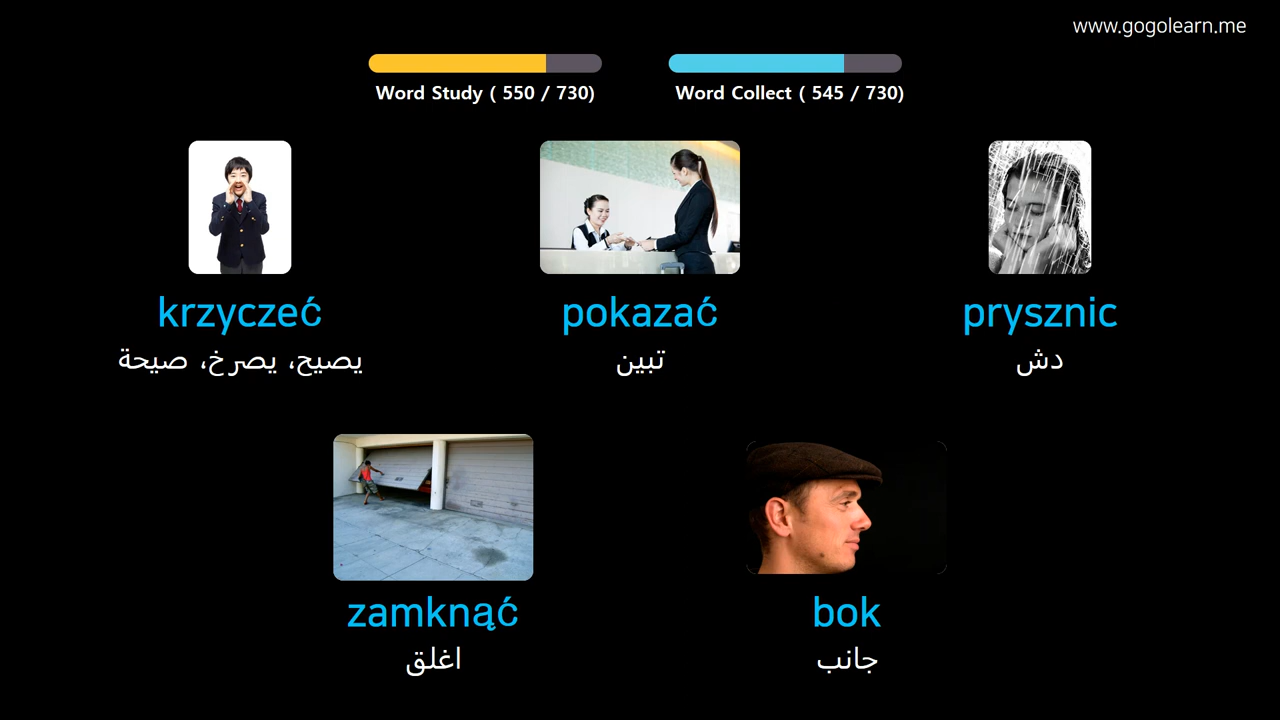 www.gogolearn.me
Word Study ( 550 / 730)
Word Collect ( 545 / 730)
krzyczeć
يصيح، يصرخ، صيحة
pokazać
تبين
prysznic
دش
zamknąć
اغلق
bok
جانب